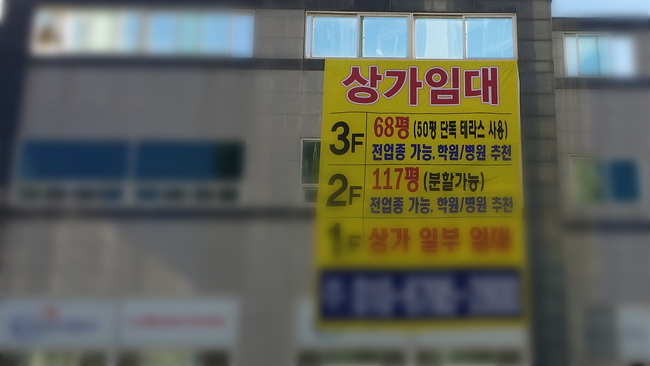 상가임대
3F 68평 (50평 단독 테라스 사용)
전업종 가능. 학원/병원 추천
2F 117평 (분할가능)
전업종 가능. 학원/병원 추천
1F 상가 일부 임대